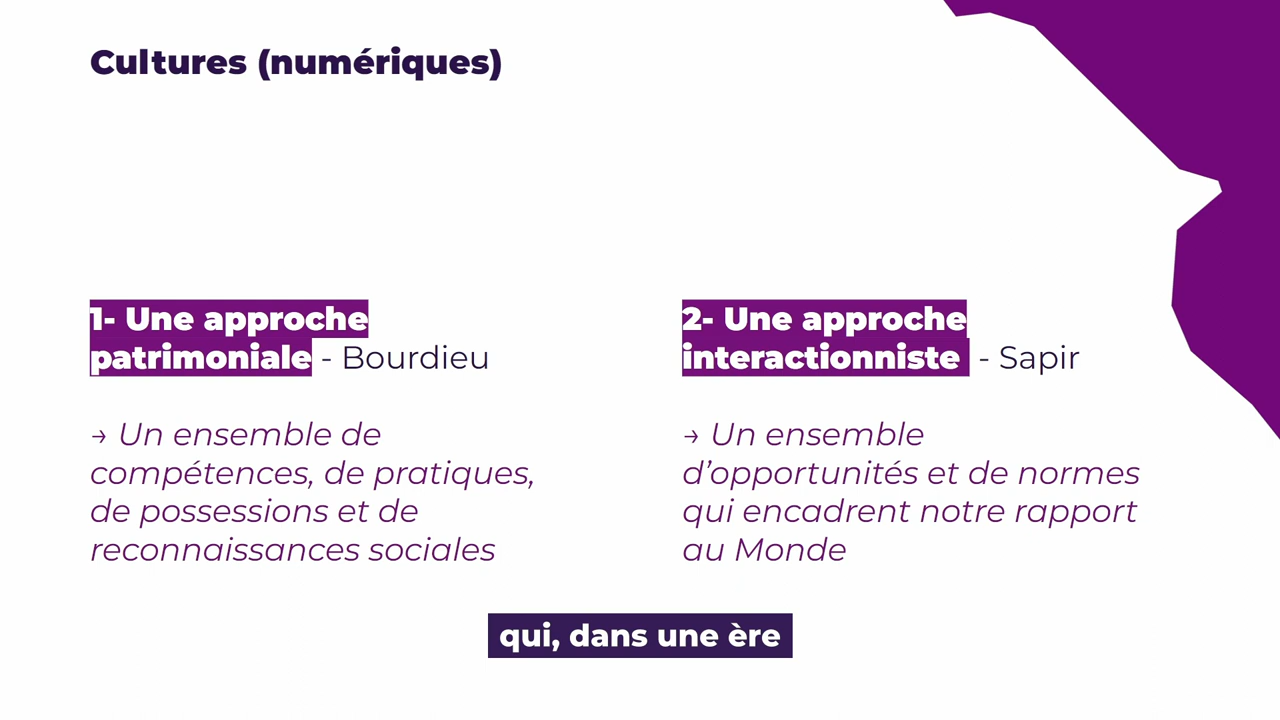 Cultures (numériques)
1- Une approche
patrimoniale - Bourdieu
→ Un ensemble de
compétences, de pratiques,
de possessions et de
reconnaissances sociales
2- Une approche
interactionniste - Sapir
→ Un ensemble
d’opportunités et de normes
qui encadrent notre rapport
au Monde
qui, dans une ère